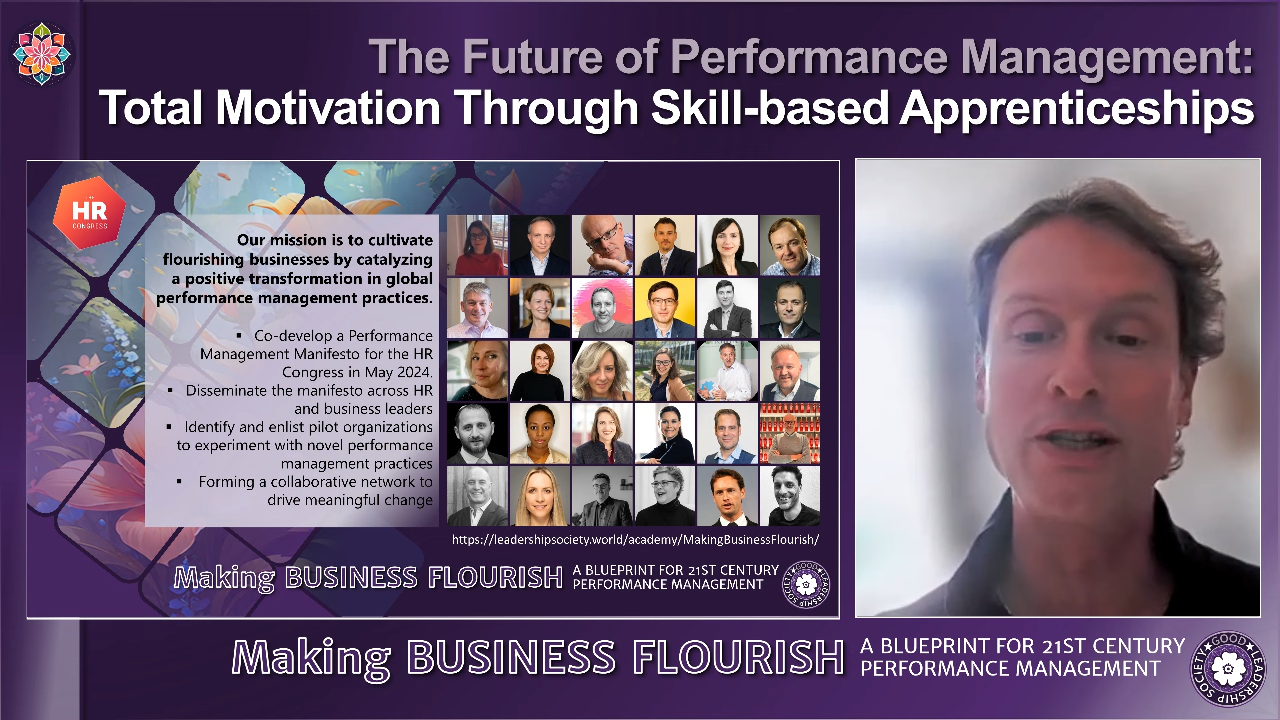 The Future of Performance Management:
Total Motivation Through Skill-based Apprenticeships
THE
HR
CONGRESS
Our mission is to cultivate
flourishing businesses by catalyzing
a positive transformation in global
performance management practices.
▪ Co-develop a Performance
Management Manifesto for the HR
Congress in May 2024.
▪ Disseminate the manifesto across HR
and business leaders
▪ Identify and enlist pilot organizations
to experiment with novel performance
management practices
▪ Forming a collaborative network to
drive meaningful change
https://leadershipsociety.world/academy/MakingBusinessFlourish/
Making BUSINESS FLOURISH
A BLUEPRINT FOR 21ST CENTURY
PERFORMANCE MANAGEMENT
GOOD LEADERSHIP SOCIETY
Making BUSINESS FLOURISH
A BLUEPRINT FOR 21ST CENTURY
PERFORMANCE MANAGEMENT
GOOD LEADERSHIP SOCIETY